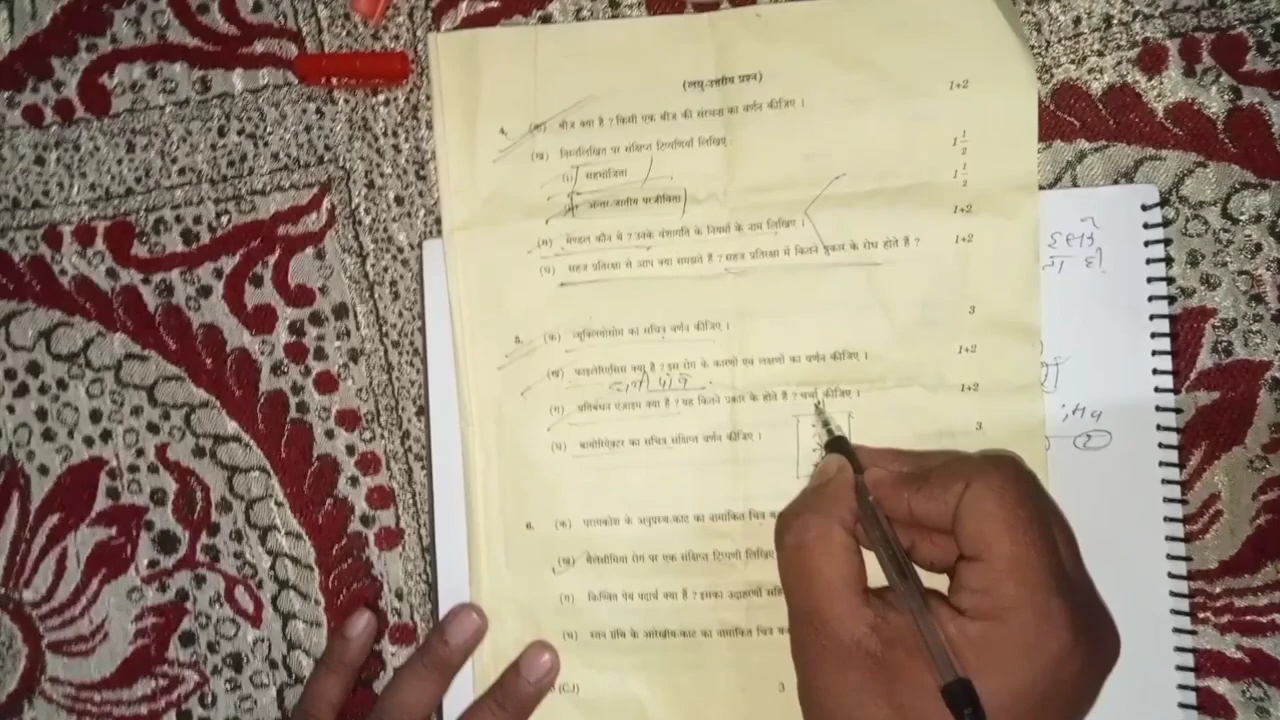 (लघु-उत्तरीय प्रश्न)
4. (क) बीज क्या है ? किसी एक बीज की संरचना का वर्णन कीजिए । 1+2
(ख) निम्नलिखित पर संक्षिप्त टिप्पणियाँ लिखिए :
(i) सहभोजिता 1 1/2
अन्तःजातीय परजीविता 1 1/2
(ग) मेण्डल कौन थे ? उनके वंशागति के नियमों के नाम लिखिए । 1+2
(घ) सहज प्रतिरक्षा से आप क्या समझते हैं ? सहज प्रतिरक्षा में कितने प्रकार के रोध होते हैं ? 1+2
5. (क) न्यूक्लियोसोम का सचित्र वर्णन कीजिए । 3
(ख) फाइलेरिएसिस क्या है ? इस रोग के कारणों एवं लक्षणों का वर्णन कीजिए । 1+2
(ग) प्रतिबंधन एंज़ाइम क्या हैं ? यह कितने प्रकार के होते हैं ? चर्चा कीजिए । 1+2
(घ) बायोरिऐक्टर का सचित्र संक्षिप्त वर्णन कीजिए । 3
6. (क) परागकोश के अनुप्रस्थ-काट का नामांकित चित्र
(ख) थैलेसीमिया रोग पर एक संक्षिप्त टिप्पणी लिखिए
(ग) किण्वित पेय पदार्थ क्या हैं ? इसका उदाहरणों
(घ) स्तन ग्रंथि के आरेखीय-काट का नामांकित चित्र
(CJ) 3
इसके